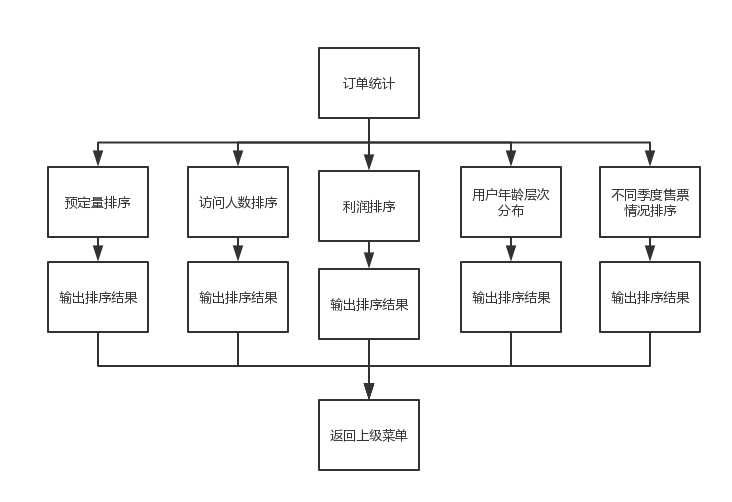 订单统计
预定量排序
访问人数排序
利润排序
用户年龄层次
分布
不同季度售票
情况排序
输出排序结果
输出排序结果
输出排序结果
输出排序结果
输出排序结果
返回上级菜单